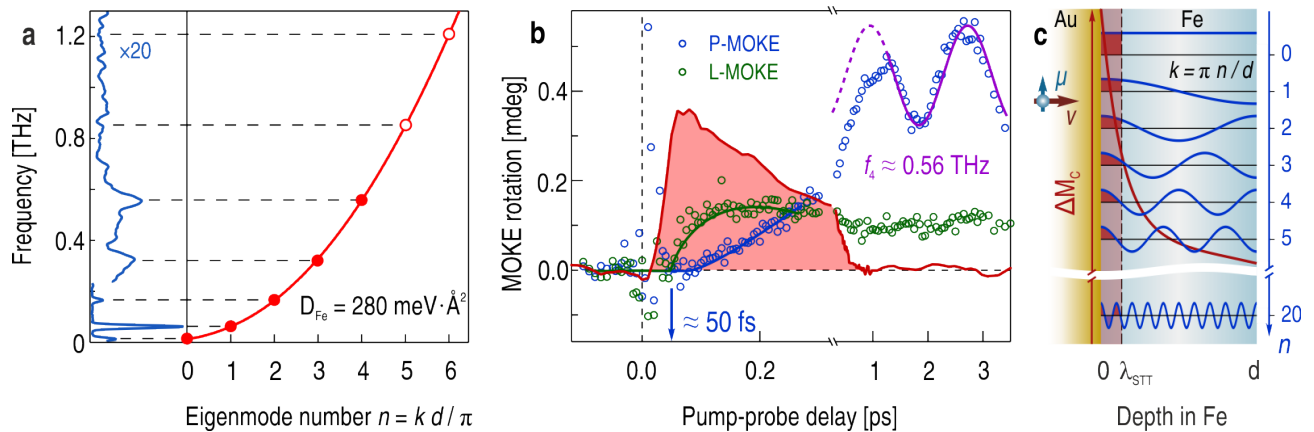 a
×20
Frequency [THz]
1.2
0.8
0.4
0
D_Fe = 280 meV·Å²
0 1 2 3 4 5 6
Eigenmode number n = k d / π
b
P-MOKE
L-MOKE
MOKE rotation [mdeg]
0.4
0.2
0.0
f₄ ≈ 0.56 THz
≈ 50 fs
0.0 0.2 1 2 3
Pump-probe delay [ps]
c
Au Fe
k = π n / d
μ
v
ΔM_C
0
1
2
3
4
5
20
n
0 λ_STT d
Depth in Fe